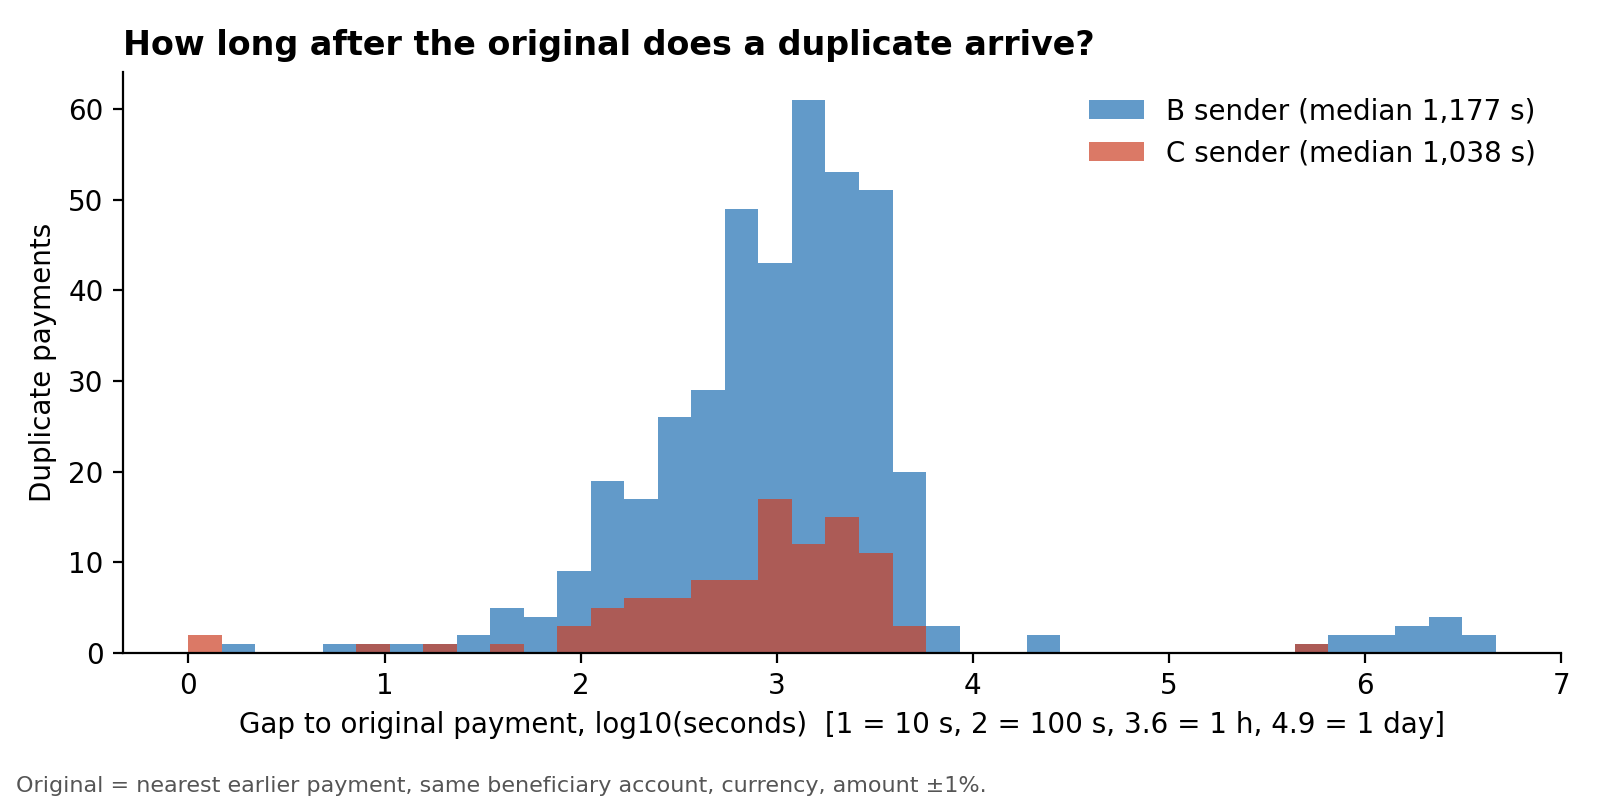 How long after the original does a duplicate arrive?
B sender (median 1,177 s)
C sender (median 1,038 s)
Duplicate payments
60
50
40
30
20
10
0
0 1 2 3 4 5 6 7
Gap to original payment, log10(seconds)  [1 = 10 s, 2 = 100 s, 3.6 = 1 h, 4.9 = 1 day]
Original = nearest earlier payment, same beneficiary account, currency, amount ±1%.